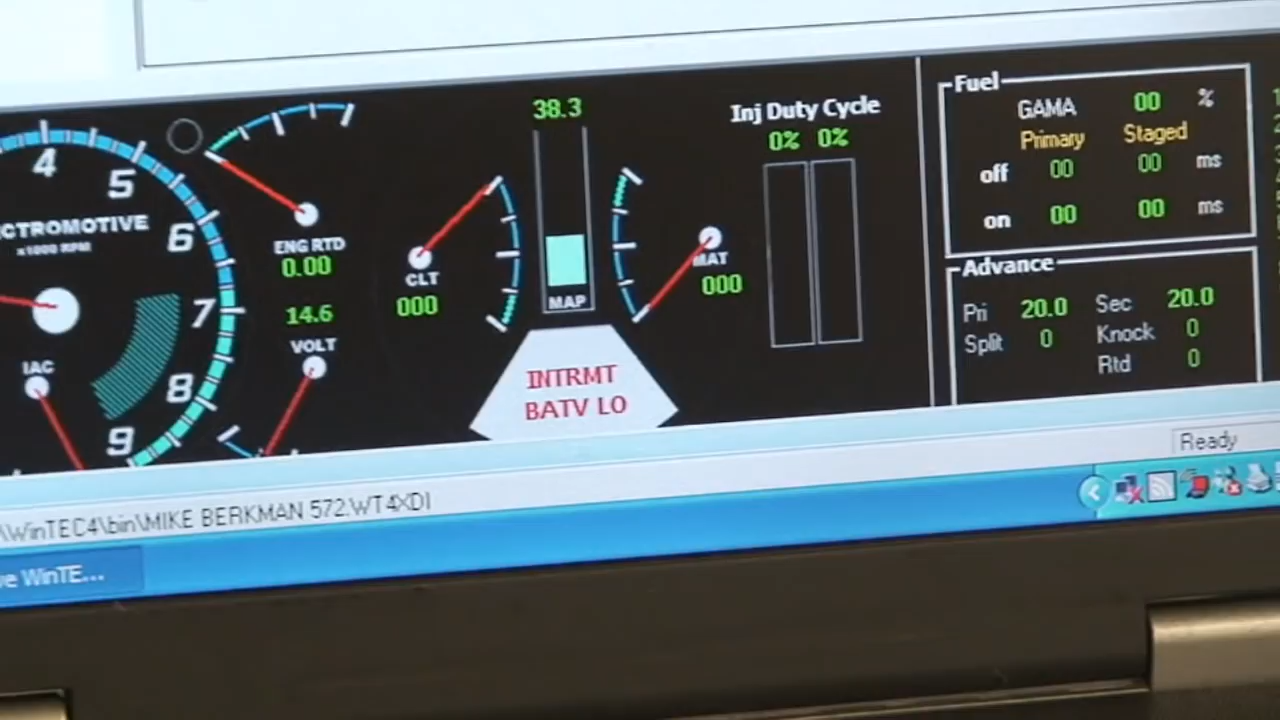 38.3
Inj Duty Cycle
0% 0%
Fuel
GAMA 00 %
Primary Staged
off 00 00 ms
on 00 00 ms
Advance
Pri 20.0 Sec 20.0
Split 0 Knock 0
Rtd 0
4
5
6
7
8
9
CTROMOTIVE
x1000 RPM
IAC
ENG RTD
0.00
14.6
VOLT
CLT
000
MAP
MAT
000
INTRMT
BATV LO
Ready
\WinTEC4\bin\MIKE BERKMAN 572.WT4XDI
ve WinTE...